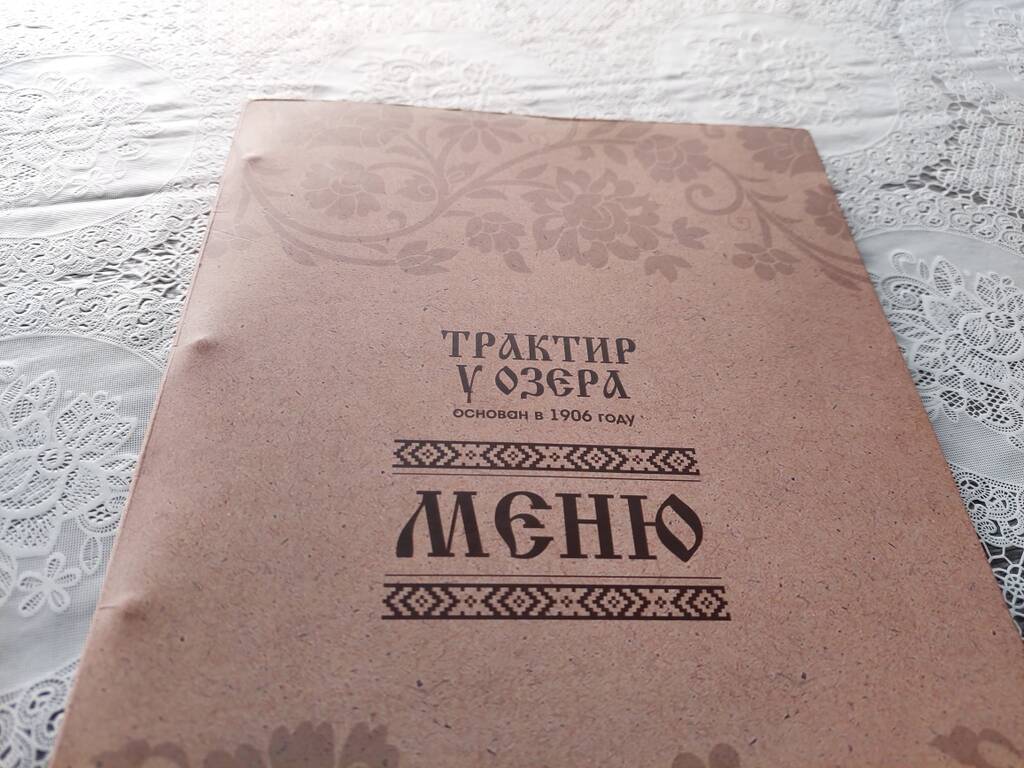 ТРАКТИР
У ОЗЕРА
основан в 1906 году
МЕНЮ